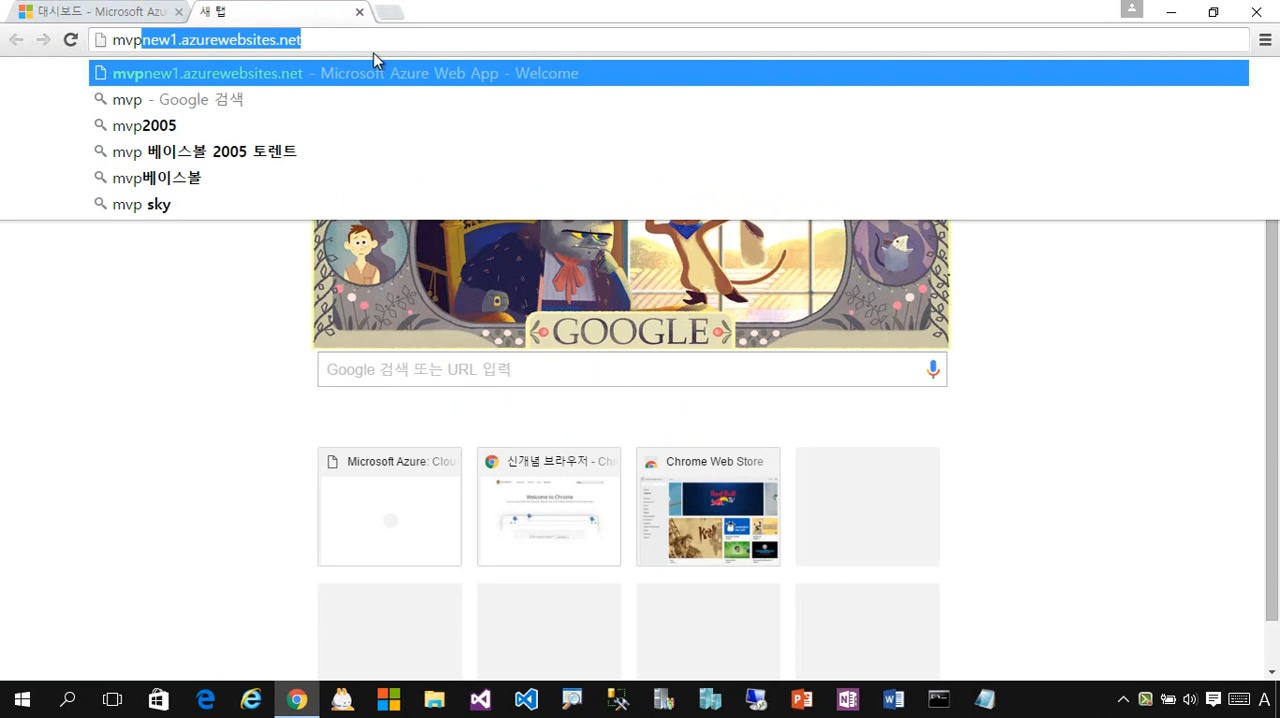 대시보드 - Microsoft Azu
새 탭
mvpnew1.azurewebsites.net
mvpnew1.azurewebsites.net - Microsoft Azure Web App - Welcome
mvp - Google 검색
mvp2005
mvp 베이스볼 2005 토렌트
mvp베이스볼
mvp sky
GOOGLE
Google 검색 또는 URL 입력
Microsoft Azure: Clou
신개념 브라우저 - Chr
Chrome Web Store
Welcome to Chrome
A